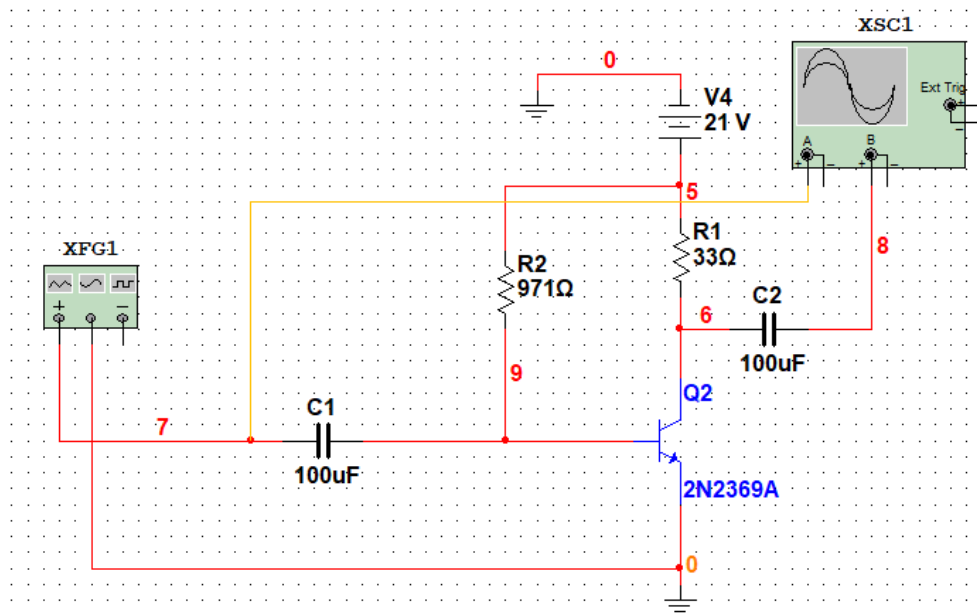 XSC1
0
V4
21 V
Ext Trig
+
−
A
B
+
−
+
−
5
R1
33Ω
8
XFG1
+
−
R2
971Ω
C2
6
100uF
9
Q2
C1
7
100uF
2N2369A
0